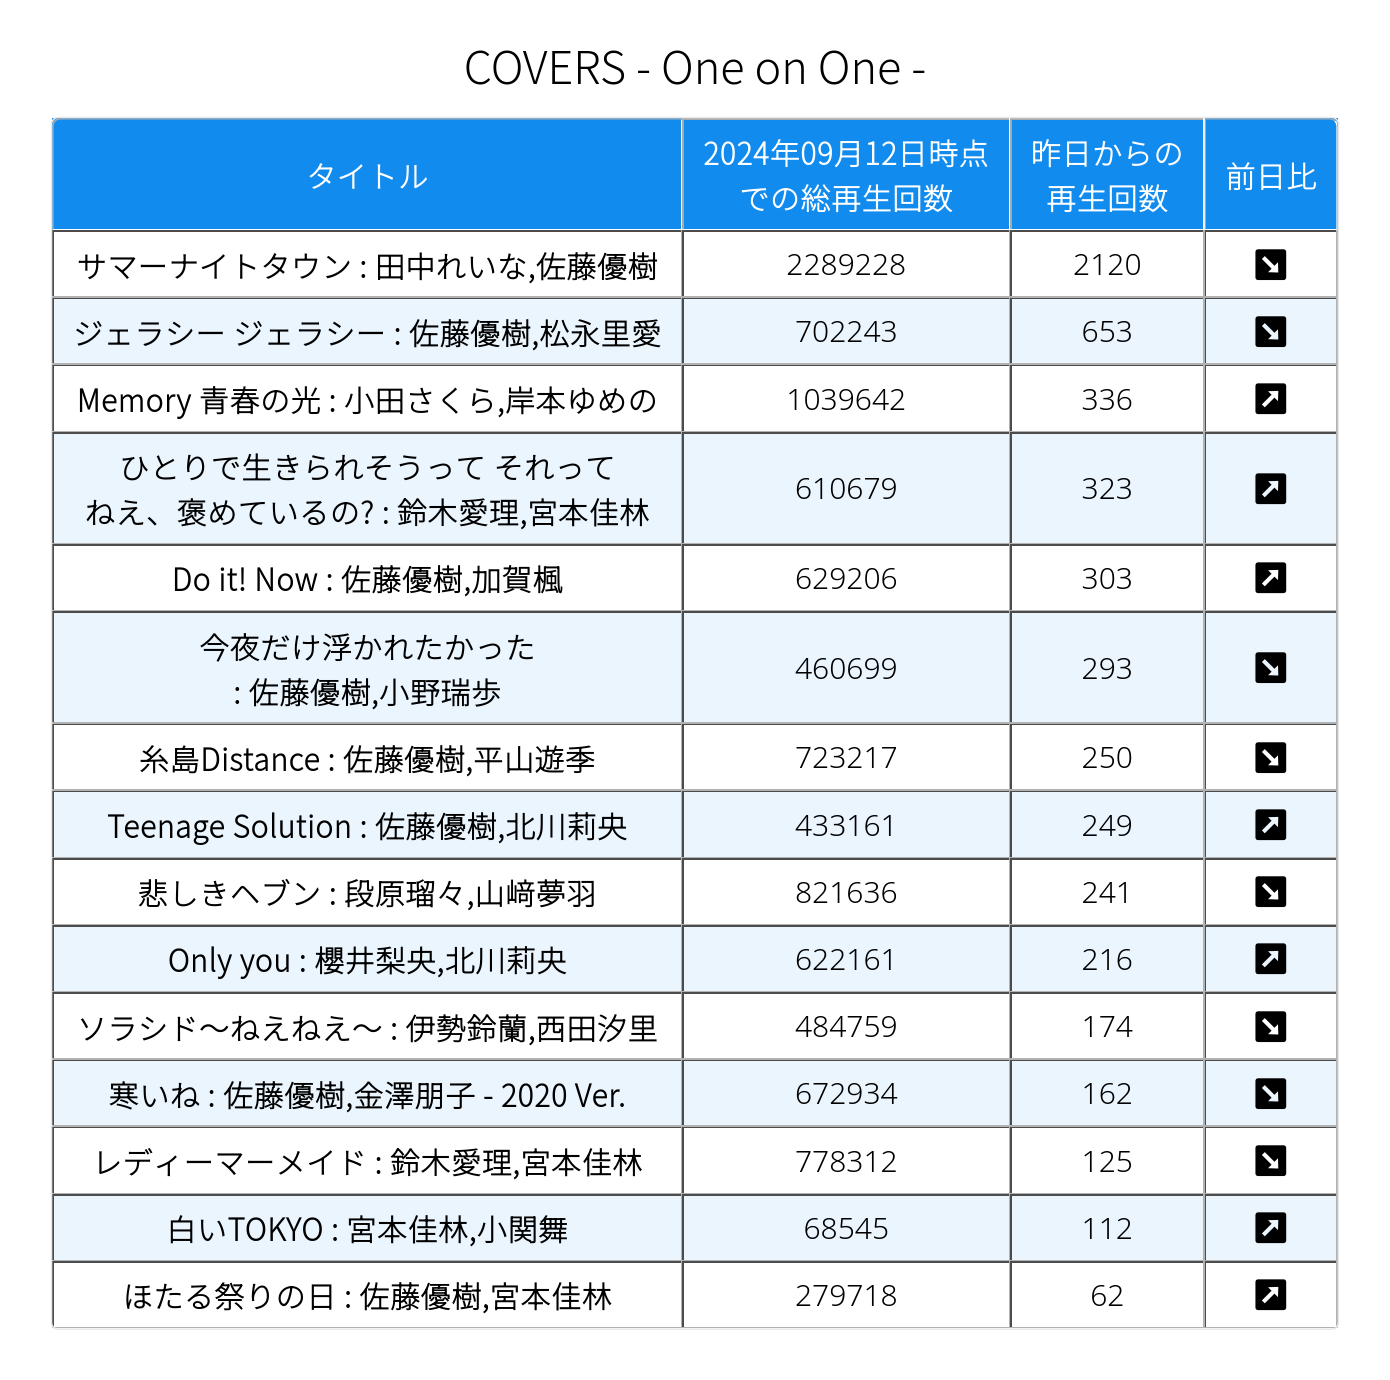 COVERS - One on One -
タイトル
2024年09月12日時点
での総再生回数
昨日からの
再生回数
前日比
サマーナイトタウン : 田中れいな,佐藤優樹
2289228
2120
ジェラシー ジェラシー : 佐藤優樹,松永里愛
702243
653
Memory 青春の光 : 小田さくら,岸本ゆめの
1039642
336
ひとりで生きられそうって それって
ねえ、褒めているの? : 鈴木愛理,宮本佳林
610679
323
Do it! Now : 佐藤優樹,加賀楓
629206
303
今夜だけ浮かれたかった
: 佐藤優樹,小野瑞歩
460699
293
糸島Distance : 佐藤優樹,平山遊季
723217
250
Teenage Solution : 佐藤優樹,北川莉央
433161
249
悲しきヘブン : 段原瑠々,山﨑夢羽
821636
241
Only you : 櫻井梨央,北川莉央
622161
216
ソラシド〜ねえねえ〜 : 伊勢鈴蘭,西田汐里
484759
174
寒いね : 佐藤優樹,金澤朋子 - 2020 Ver.
672934
162
レディーマーメイド : 鈴木愛理,宮本佳林
778312
125
白いTOKYO : 宮本佳林,小関舞
68545
112
ほたる祭りの日 : 佐藤優樹,宮本佳林
279718
62